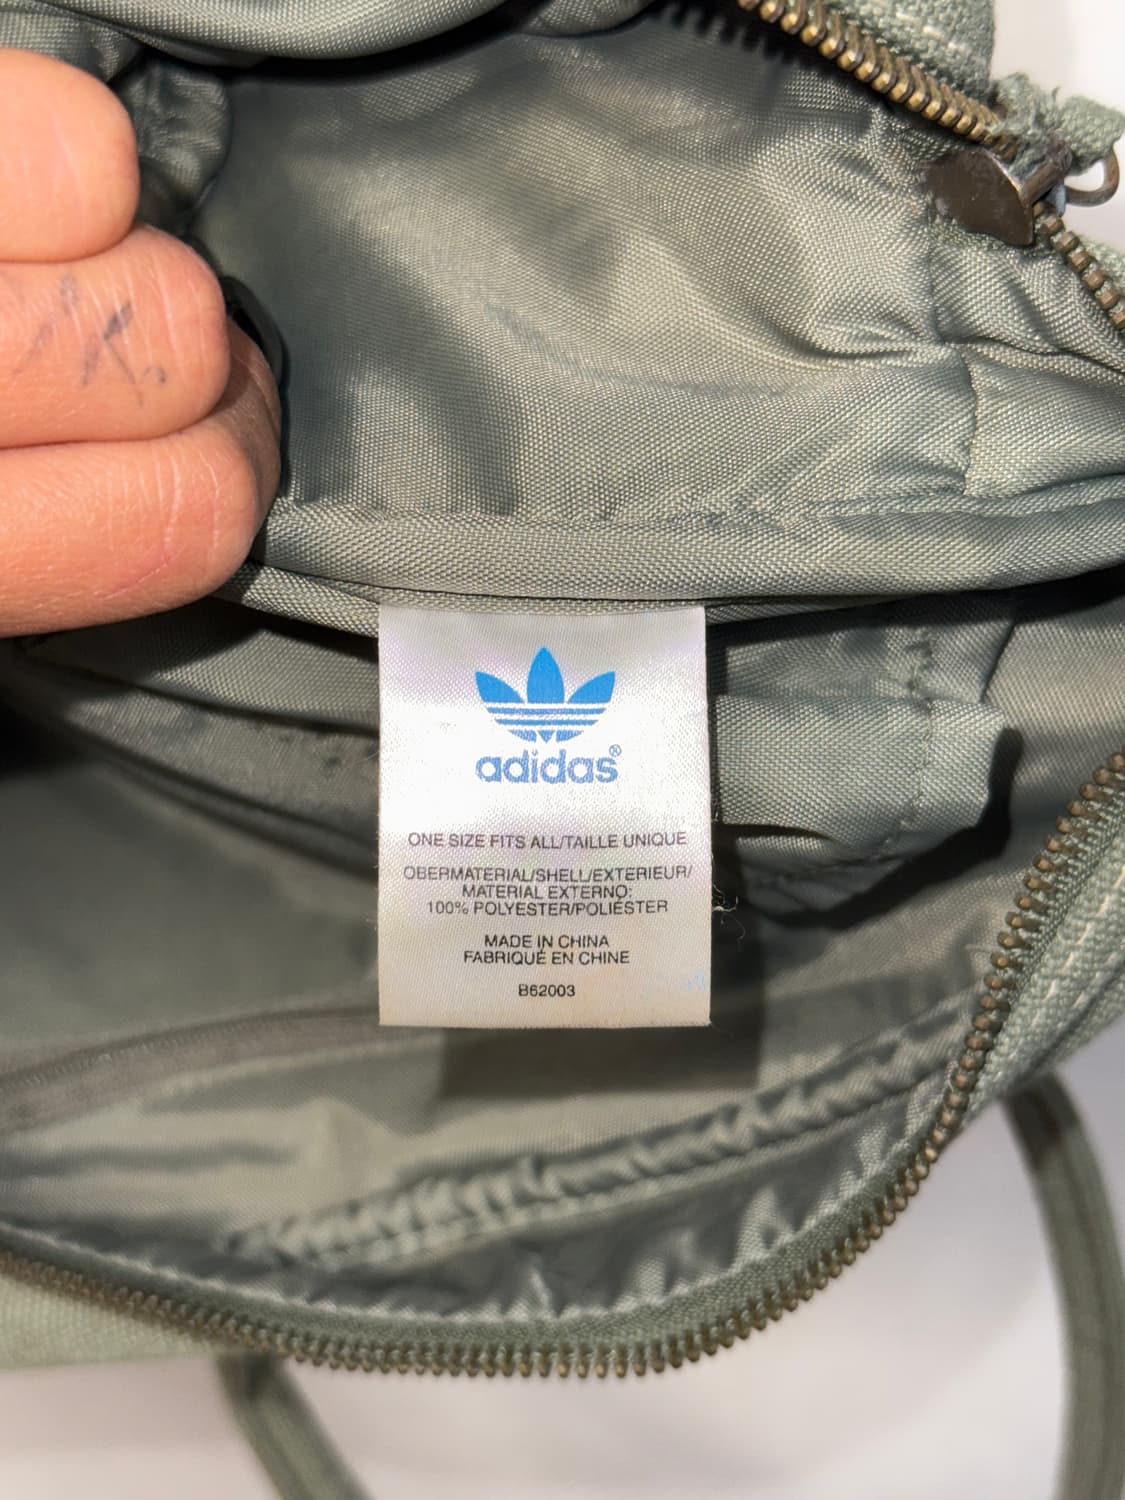 adidas®
ONE SIZE FITS ALL/TAILLE UNIQUE
OBERMATERIAL/SHELL/EXTERIEUR/
MATERIAL EXTERNO:
100% POLYESTER/POLIÉSTER
MADE IN CHINA
FABRIQUÉ EN CHINE
B62003